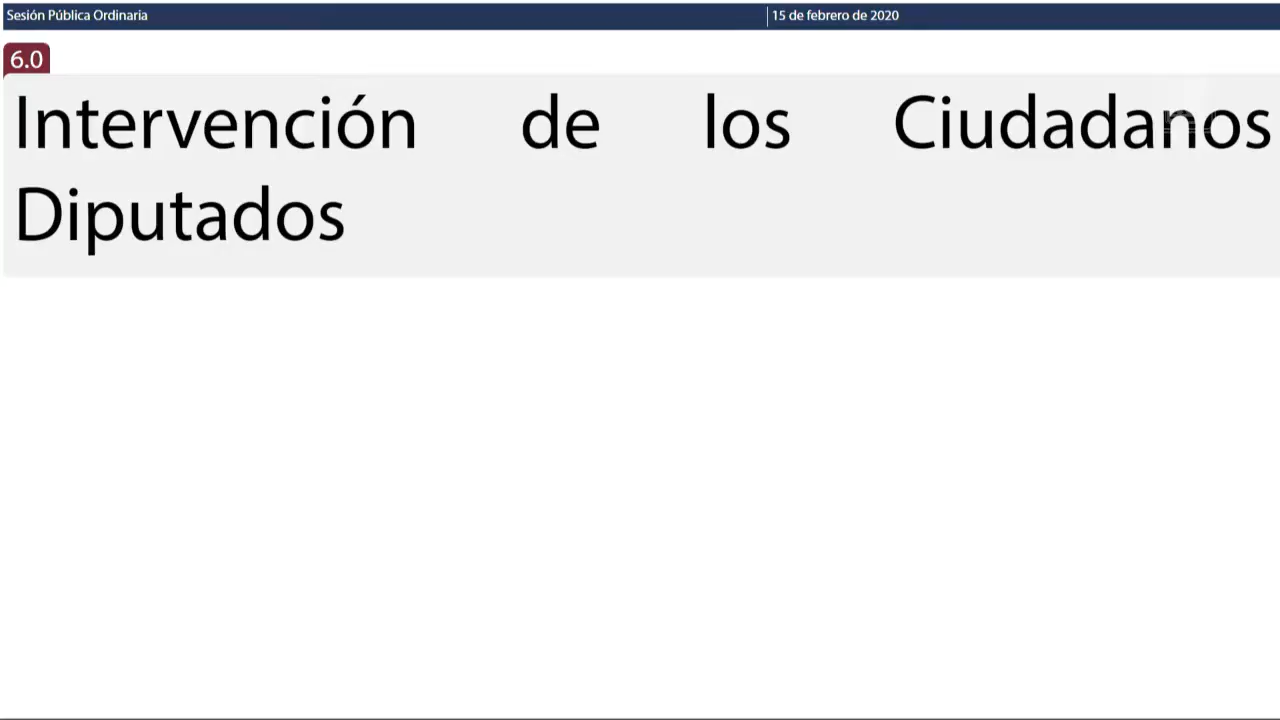 Sesión Pública Ordinaria
15 de febrero de 2020
6.0
Intervención de los Ciudadanos
Diputados